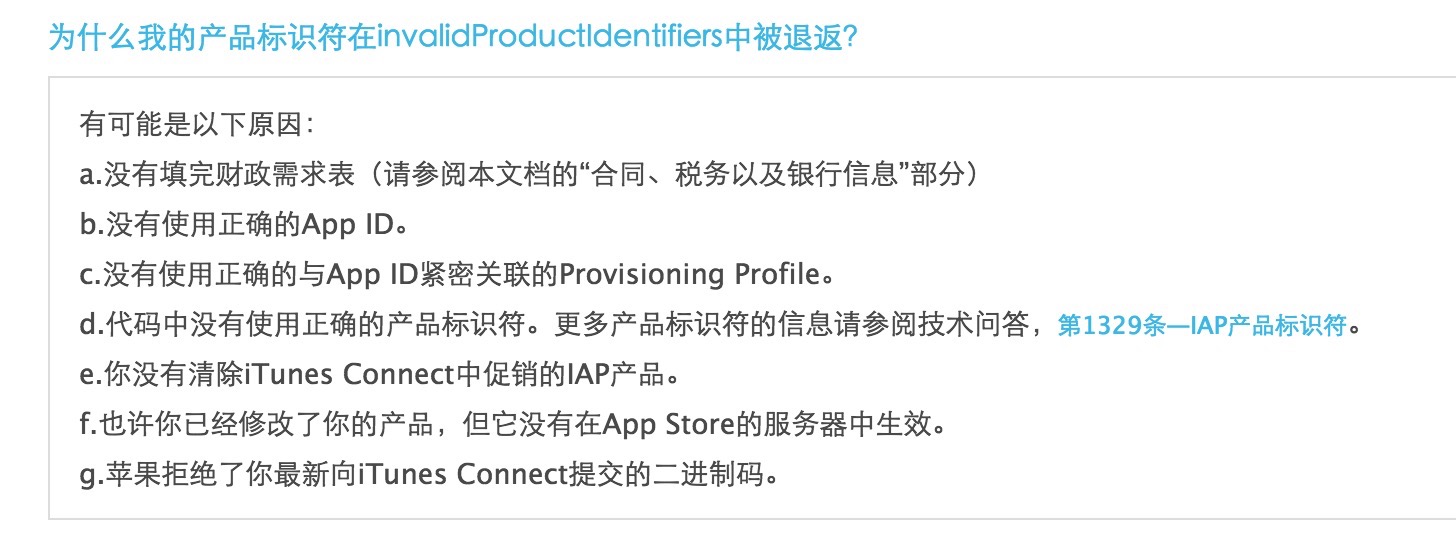 为什么我的产品标识符在invalidProductIdentifiers中被退返?
有可能是以下原因：
a.没有填完财政需求表（请参阅本文档的“合同、税务以及银行信息”部分）
b.没有使用正确的App ID。
c.没有使用正确的与App ID紧密关联的Provisioning Profile。
d.代码中没有使用正确的产品标识符。更多产品标识符的信息请参阅技术问答，第1329条—IAP产品标识符。
e.你没有清除iTunes Connect中促销的IAP产品。
f.也许你已经修改了你的产品，但它没有在App Store的服务器中生效。
g.苹果拒绝了你最新向iTunes Connect提交的二进制码。